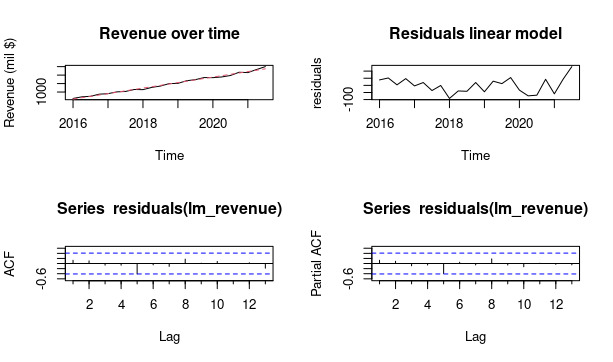 Revenue over time
Revenue (mil $)
1000
2016 2018 2020
Time
Residuals linear model
residuals
-100
2016 2018 2020
Time
Series residuals(lm_revenue)
ACF
-0.6
2 4 6 8 10 12
Lag
Series residuals(lm_revenue)
Partial ACF
-0.6
2 4 6 8 10 12
Lag